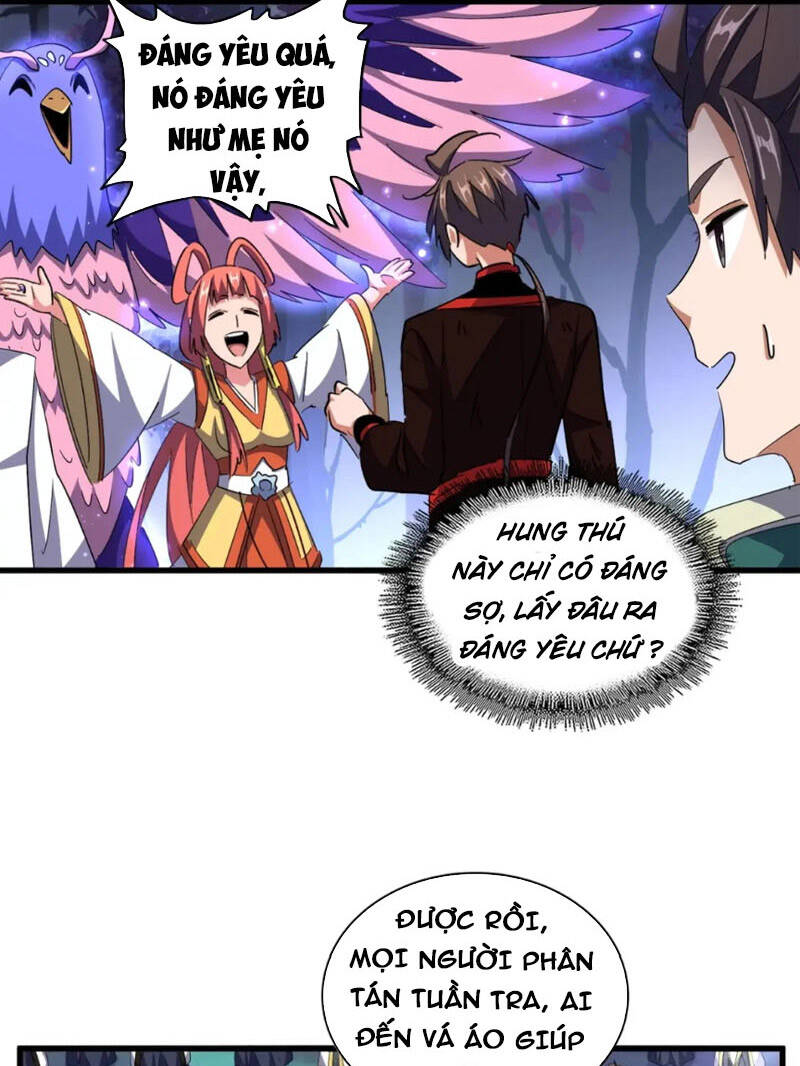 ĐÁNG YÊU QUÁ,
NÓ ĐÁNG YÊU
NHƯ MẸ NÓ
VẬY,
HUNG THÚ
NÀY CHỈ CÓ ĐÁNG
SỢ, LẤY ĐÂU RA
ĐÁNG YÊU CHỨ ?
ĐƯỢC RỒI,
MỌI NGƯỜI PHÂN
TÁN TUẦN TRA, AI
ĐẾN VÁ ÁO GIÚP